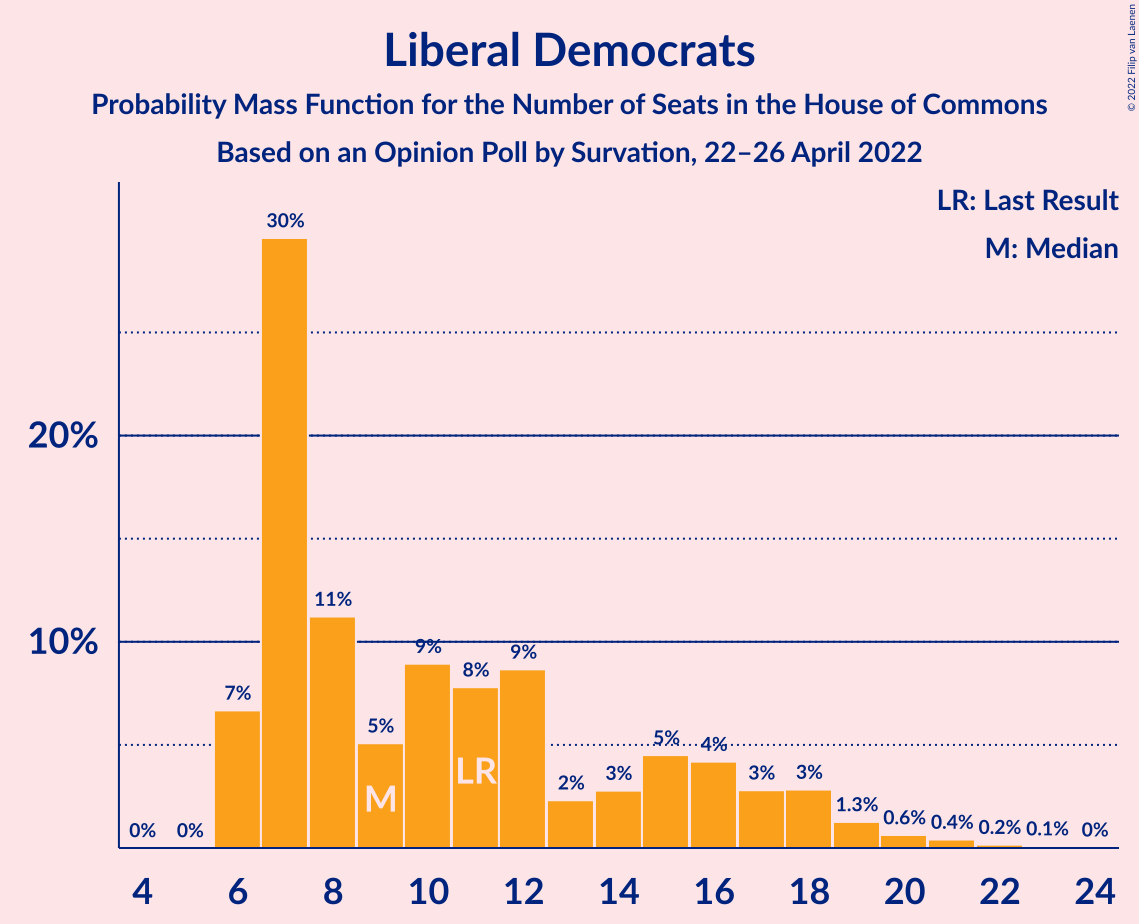 Liberal Democrats
Probability Mass Function for the Number of Seats in the House of Commons
Based on an Opinion Poll by Survation, 22–26 April 2022
© 2022 Filip van Laenen
LR: Last Result
M: Median
20%
10%
0% 0% 7% 30% 11% 5% 9% 8% 9% 2% 3% 5% 4% 3% 3% 1.3% 0.6% 0.4% 0.2% 0.1% 0%
M LR
4 6 8 10 12 14 16 18 20 22 24